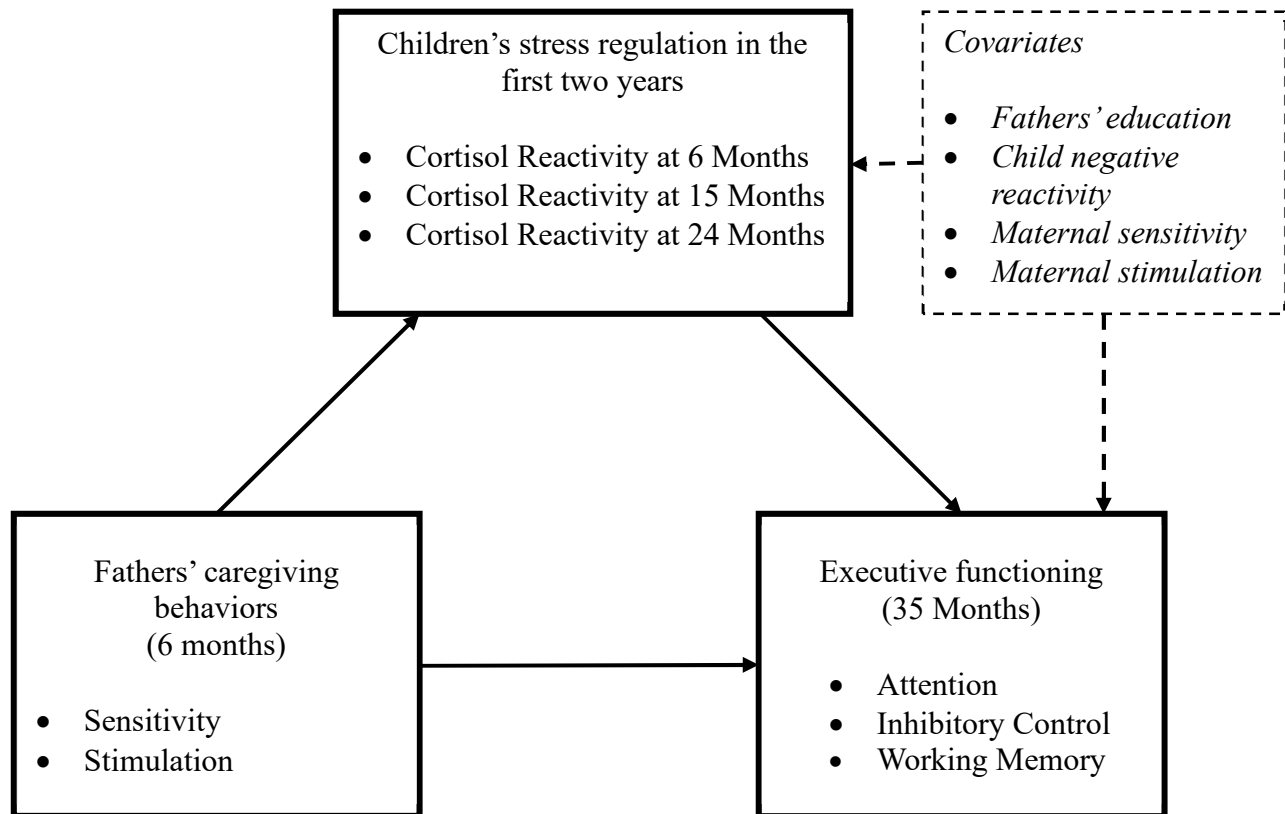 Children’s stress regulation in the
first two years
• Cortisol Reactivity at 6 Months
• Cortisol Reactivity at 15 Months
• Cortisol Reactivity at 24 Months
Covariates
• Fathers’ education
• Child negative
reactivity
• Maternal sensitivity
• Maternal stimulation
Fathers’ caregiving
behaviors
(6 months)
• Sensitivity
• Stimulation
Executive functioning
(35 Months)
• Attention
• Inhibitory Control
• Working Memory